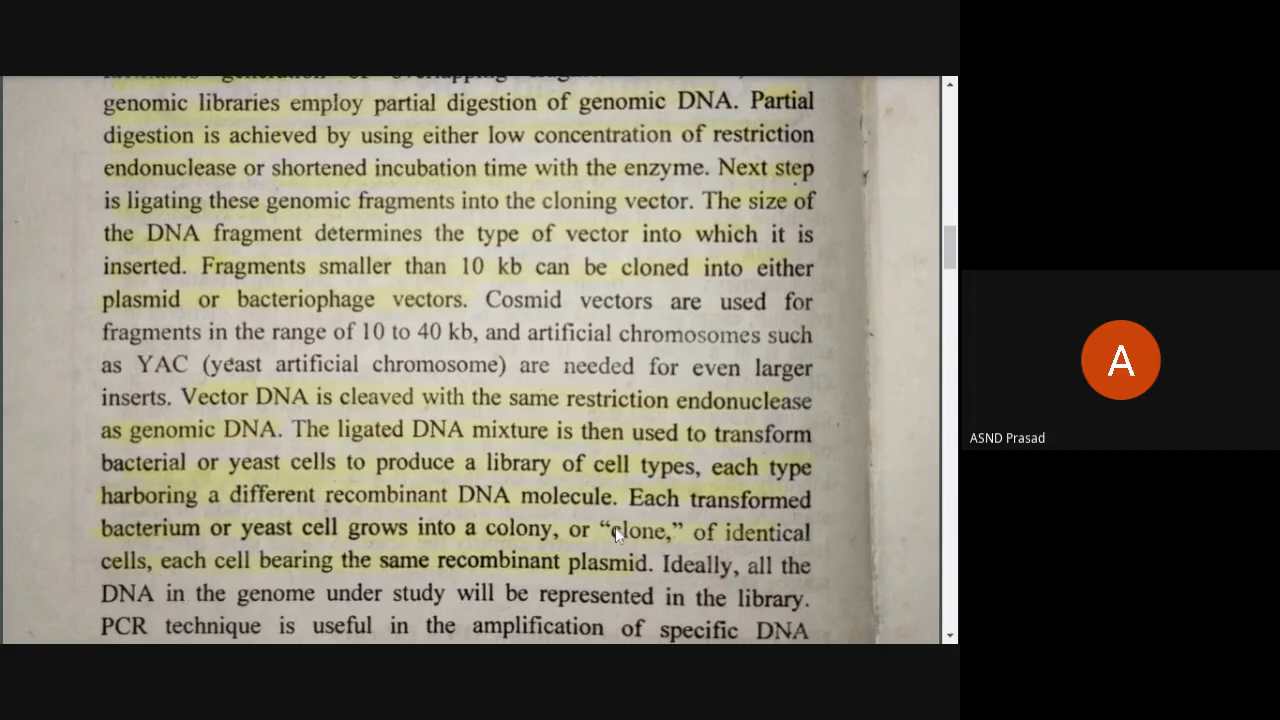 genomic libraries employ partial digestion of genomic DNA. Partial
digestion is achieved by using either low concentration of restriction
endonuclease or shortened incubation time with the enzyme. Next step
is ligating these genomic fragments into the cloning vector. The size of
the DNA fragment determines the type of vector into which it is
inserted. Fragments smaller than 10 kb can be cloned into either
plasmid or bacteriophage vectors. Cosmid vectors are used for
fragments in the range of 10 to 40 kb, and artificial chromosomes such
as YAC (yeast artificial chromosome) are needed for even larger
inserts. Vector DNA is cleaved with the same restriction endonuclease
as genomic DNA. The ligated DNA mixture is then used to transform
bacterial or yeast cells to produce a library of cell types, each type
harboring a different recombinant DNA molecule. Each transformed
bacterium or yeast cell grows into a colony, or “clone,” of identical
cells, each cell bearing the same recombinant plasmid. Ideally, all the
DNA in the genome under study will be represented in the library.
PCR technique is useful in the amplification of specific DNA
A
ASND Prasad